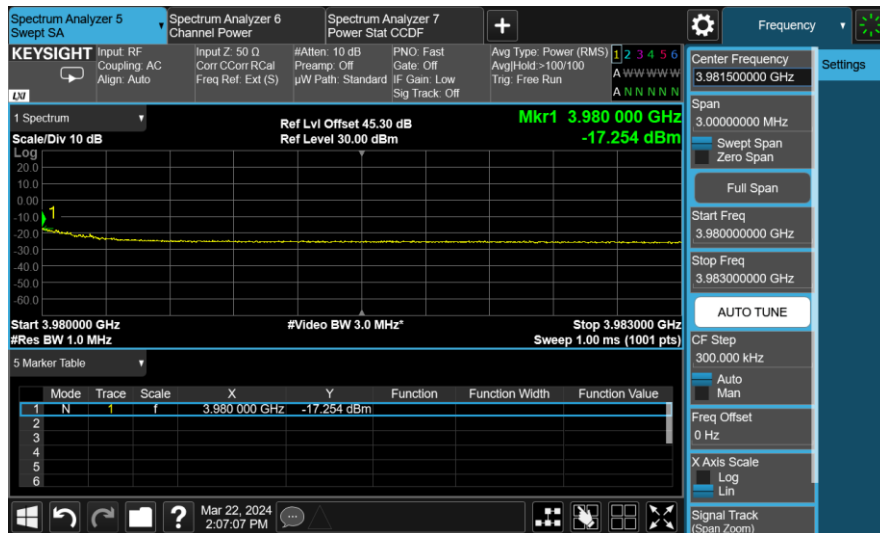 Spectrum Analyzer 5
Swept SA
Spectrum Analyzer 6
Channel Power
Spectrum Analyzer 7
Power Stat CCDF
Frequency
KEYSIGHT
LXI
Input: RF
Coupling: AC
Align: Auto
Input Z: 50 Ω
Corr CCorr RCal
Freq Ref: Ext (S)
#Atten: 10 dB
Preamp: Off
µW Path: Standard
PNO: Fast
Gate: Off
IF Gain: Low
Sig Track: Off
Avg Type: Power (RMS)
Avg|Hold:>100/100
Trig: Free Run
1 2 3 4 5 6
A W W W W W
A N N N N N
1 Spectrum
Scale/Div 10 dB
Ref Lvl Offset 45.30 dB
Ref Level 30.00 dBm
Mkr1 3.980 000 GHz
-17.254 dBm
Log
20.0
10.0
0.00
-10.0
-20.0
-30.0
-40.0
-50.0
-60.0
1
Start 3.980000 GHz
#Res BW 1.0 MHz
#Video BW 3.0 MHz*
Stop 3.983000 GHz
Sweep 1.00 ms (1001 pts)
5 Marker Table
Mode Trace Scale X Y Function Function Width Function Value
1 N 1 f 3.980 000 GHz -17.254 dBm
2
3
4
5
6
Mar 22, 2024
2:07:07 PM
Center Frequency
3.981500000 GHz
Span
3.00000000 MHz
Swept Span
Zero Span
Full Span
Start Freq
3.980000000 GHz
Stop Freq
3.983000000 GHz
AUTO TUNE
CF Step
300.000 kHz
Auto
Man
Freq Offset
0 Hz
X Axis Scale
Log
Lin
Signal Track
(Span Zoom)
Settings